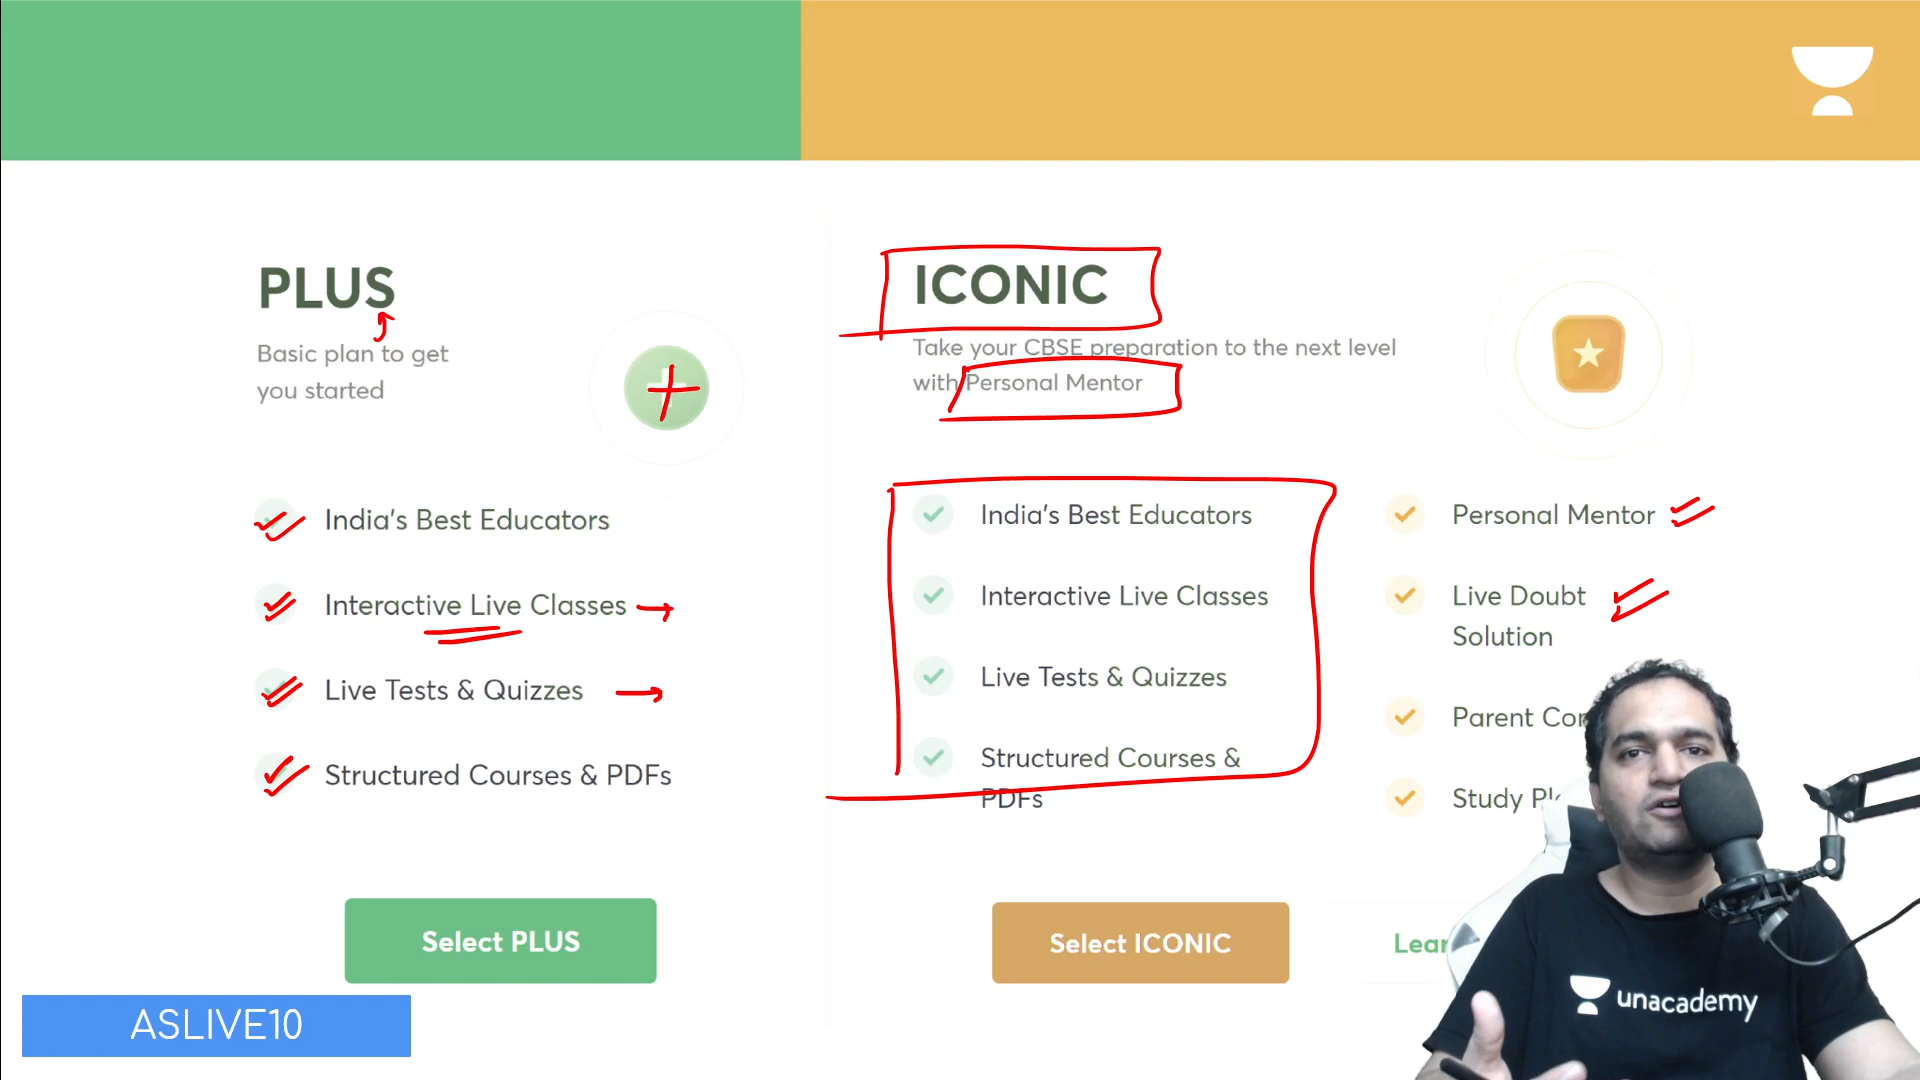 PLUS
Basic plan to get
you started
India's Best Educators
Interactive Live Classes
Live Tests & Quizzes
Structured Courses & PDFs
Select PLUS
ICONIC
Take your CBSE preparation to the next level
with Personal Mentor
India's Best Educators
Interactive Live Classes
Live Tests & Quizzes
Structured Courses &
PDFs
Personal Mentor
Live Doubt
Solution
Parent
Study
Select ICONIC
ASLIVE10
unacademy